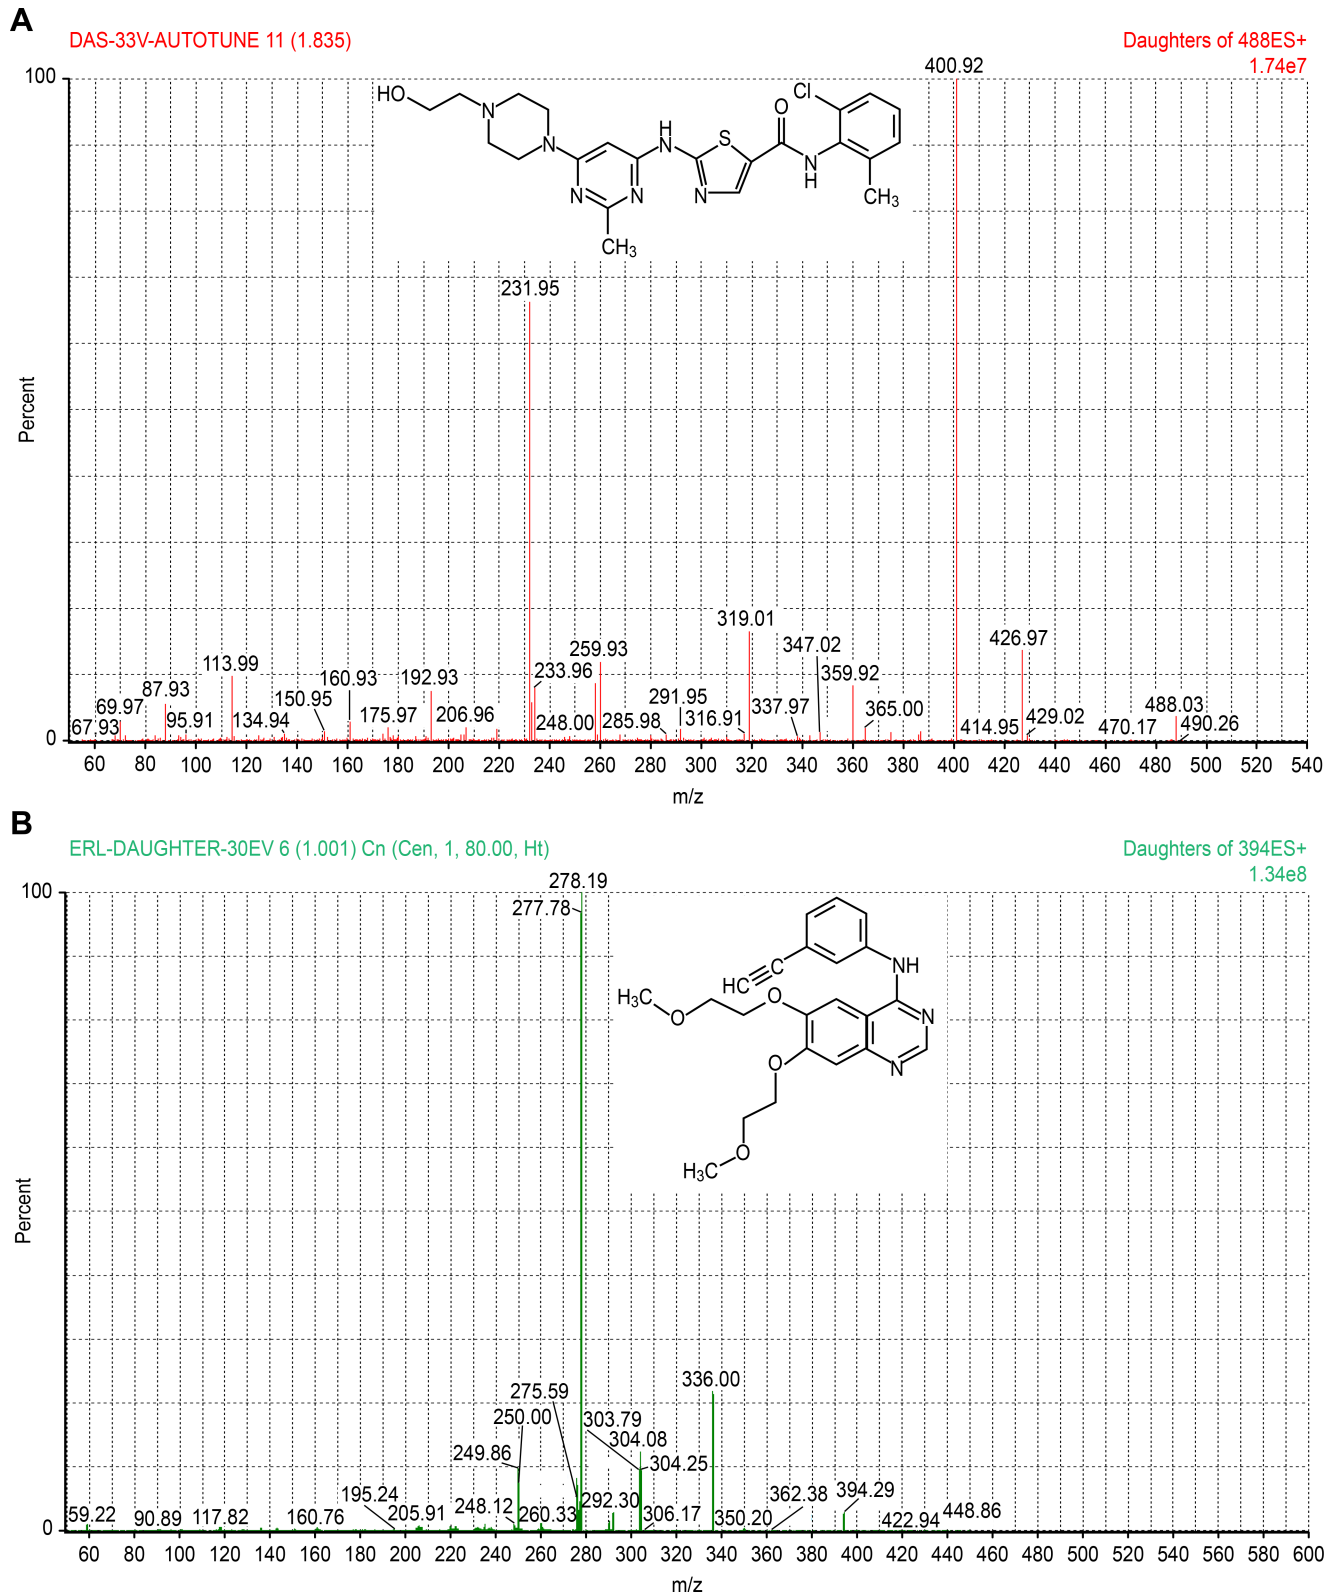 A
DAS-33V-AUTOTUNE 11 (1.835)
Daughters of 488ES+
1.74e7
100
400.92
HO
N
N
N
N
CH3
H
N
S
N
O
N
H
Cl
CH3
231.95
Percent
319.01
347.02
426.97
113.99
259.93
233.96
359.92
160.93
192.93
87.93
150.95
291.95
337.97
365.00
488.03
69.97
67.93
95.91
134.94
175.97
206.96
248.00
285.98
316.91
414.95
429.02
470.17
490.26
0
60 80 100 120 140 160 180 200 220 240 260 280 300 320 340 360 380 400 420 440 460 480 500 520 540
m/z
B
ERL-DAUGHTER-30EV 6 (1.001) Cn (Cen, 1, 80.00, Ht)
Daughters of 394ES+
1.34e8
100
278.19
277.78
HC
C
NH
H3C
O
O
N
N
O
O
H3C
Percent
336.00
275.59
250.00
303.79
304.08
249.86
304.25
195.24
362.38
394.29
59.22
90.89
117.82
160.76
205.91
248.12
260.33
292.30
306.17
350.20
422.94
448.86
0
60 80 100 120 140 160 180 200 220 240 260 280 300 320 340 360 380 400 420 440 460 480 500 520 540 560 580 600
m/z